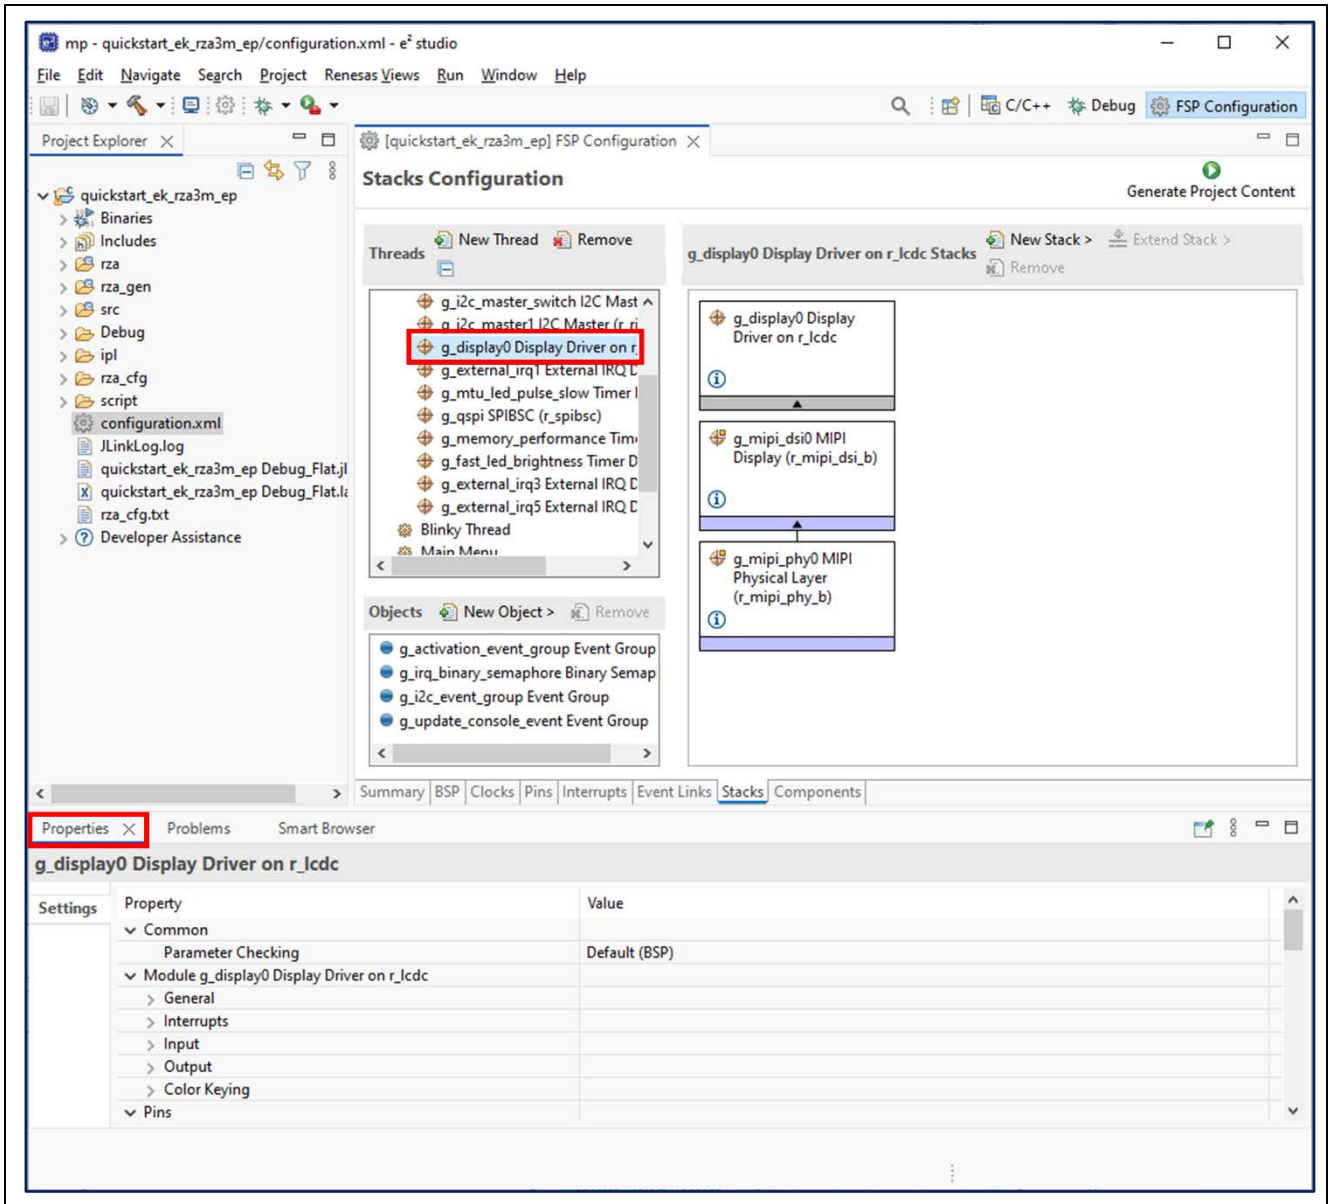 mp - quickstart_ek_rza3m_ep/configuration.xml - e² studio
File Edit Navigate Search Project Renesas Views Run Window Help
C/C++ Debug FSP Configuration
Project Explorer
quickstart_ek_rza3m_ep
Binaries
Includes
rza
rza_gen
src
Debug
ipl
rza_cfg
script
configuration.xml
JLinkLog.log
quickstart_ek_rza3m_ep Debug_Flat.jl
quickstart_ek_rza3m_ep Debug_Flat.la
rza_cfg.txt
Developer Assistance
[quickstart_ek_rza3m_ep] FSP Configuration
Stacks Configuration
Generate Project Content
Threads New Thread Remove
g_i2c_master_switch I2C Mast
g_i2c_master1 I2C Master (r_ri
g_display0 Display Driver on r_
g_external_irq1 External IRQ D
g_mtu_led_pulse_slow Timer
g_qspi SPIBSC (r_spibsc)
g_memory_performance Time
g_fast_led_brightness Timer D
g_external_irq3 External IRQ D
g_external_irq5 External IRQ D
Blinky Thread
Main Menu
Objects New Object > Remove
g_activation_event_group Event Group
g_irq_binary_semaphore Binary Semap
g_i2c_event_group Event Group
g_update_console_event Event Group
g_display0 Display Driver on r_lcdc Stacks
New Stack > Extend Stack >
Remove
g_display0 Display
Driver on r_lcdc
g_mipi_dsi0 MIPI
Display (r_mipi_dsi_b)
g_mipi_phy0 MIPI
Physical Layer
(r_mipi_phy_b)
Summary BSP Clocks Pins Interrupts Event Links Stacks Components
Properties Problems Smart Browser
g_display0 Display Driver on r_lcdc
Settings
Property Value
Common
Parameter Checking Default (BSP)
Module g_display0 Display Driver on r_lcdc
General
Interrupts
Input
Output
Color Keying
Pins